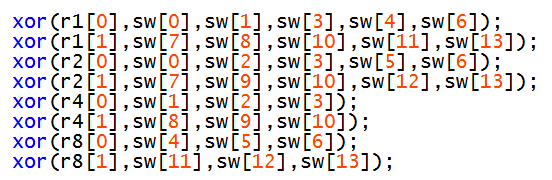 xor(r1[0],sw[0],sw[1],sw[3],sw[4],sw[6]);
xor(r1[1],sw[7],sw[8],sw[10],sw[11],sw[13]);
xor(r2[0],sw[0],sw[2],sw[3],sw[5],sw[6]);
xor(r2[1],sw[7],sw[9],sw[10],sw[12],sw[13]);
xor(r4[0],sw[1],sw[2],sw[3]);
xor(r4[1],sw[8],sw[9],sw[10]);
xor(r8[0],sw[4],sw[5],sw[6]);
xor(r8[1],sw[11],sw[12],sw[13]);